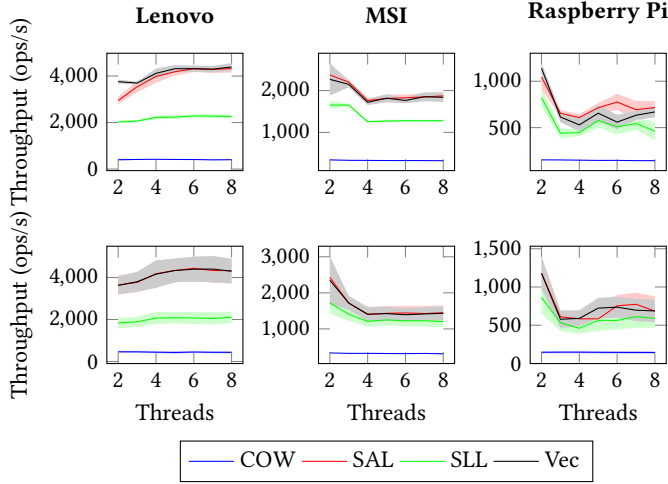 Lenovo MSI Raspberry Pi
Throughput (ops/s)
4,000
2,000
0
2 4 6 8
2,000
1,000
2 4 6 8
1,000
500
2 4 6 8
Throughput (ops/s)
4,000
2,000
0
2 4 6 8
Threads
3,000
2,000
1,000
2 4 6 8
Threads
1,500
1,000
500
0
2 4 6 8
Threads
COW SAL SLL Vec